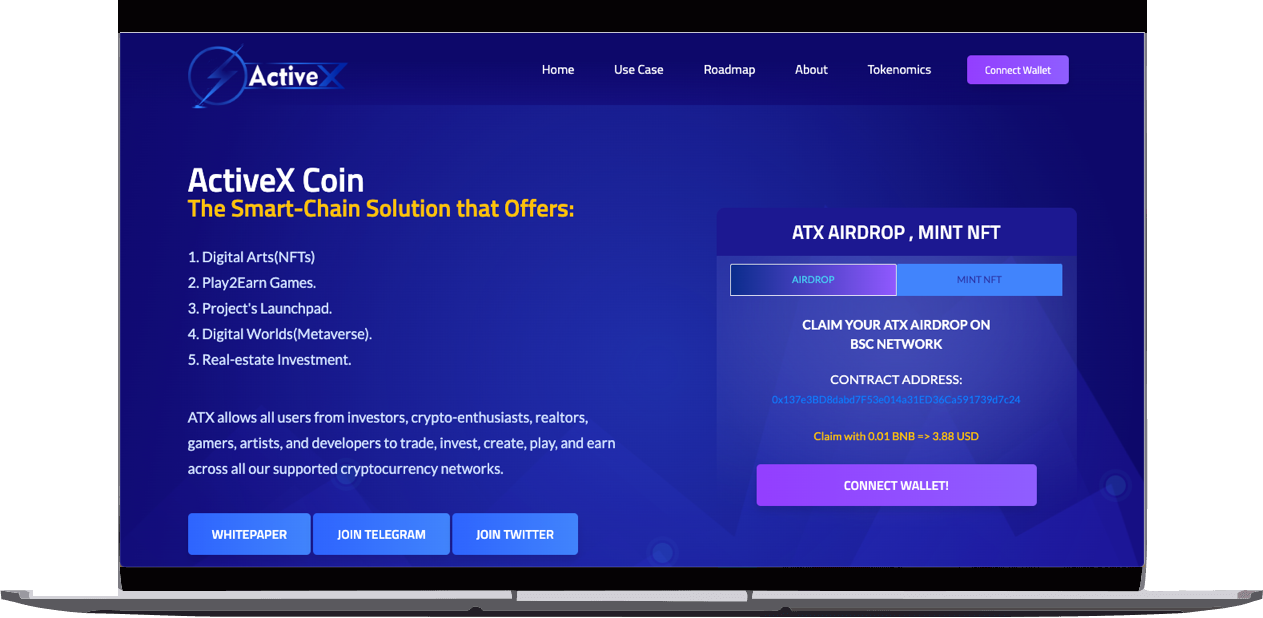 ActiveX
Home
Use Case
Roadmap
About
Tokenomics
Connect Wallet
ActiveX Coin
The Smart-Chain Solution that Offers:
1. Digital Arts(NFTs)
2. Play2Earn Games.
3. Project's Launchpad.
4. Digital Worlds(Metaverse).
5. Real-estate Investment.
ATX allows all users from investors, crypto-enthusiasts, realtors,
gamers, artists, and developers to trade, invest, create, play, and earn
across all our supported cryptocurrency networks.
WHITEPAPER
JOIN TELEGRAM
JOIN TWITTER
ATX AIRDROP , MINT NFT
AIRDROP
MINT NFT
CLAIM YOUR ATX AIRDROP ON
BSC NETWORK
CONTRACT ADDRESS:
0x137e3BD8dabd7F53e014a31ED36Ca591739d7c24
Claim with 0.01 BNB => 3.88 USD
CONNECT WALLET!